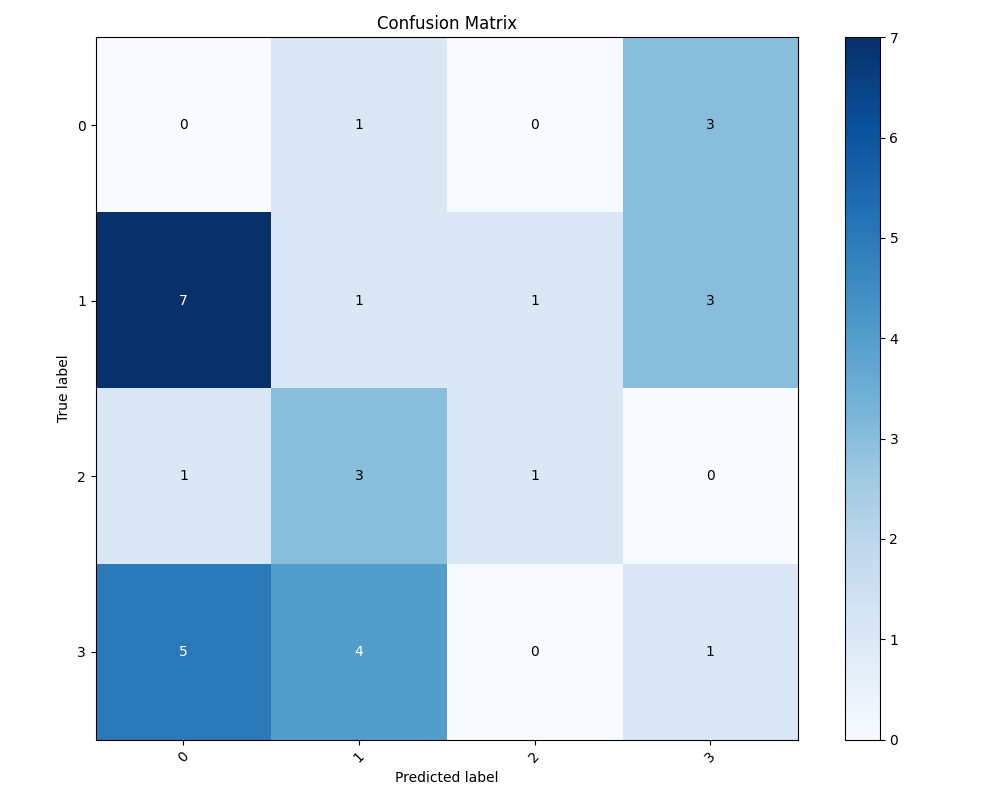 Confusion Matrix
0 0 1 0 3
1 7 1 1 3
2 1 3 1 0
3 5 4 0 1
0 1 2 3
True label
Predicted label
7
6
5
4
3
2
1
0